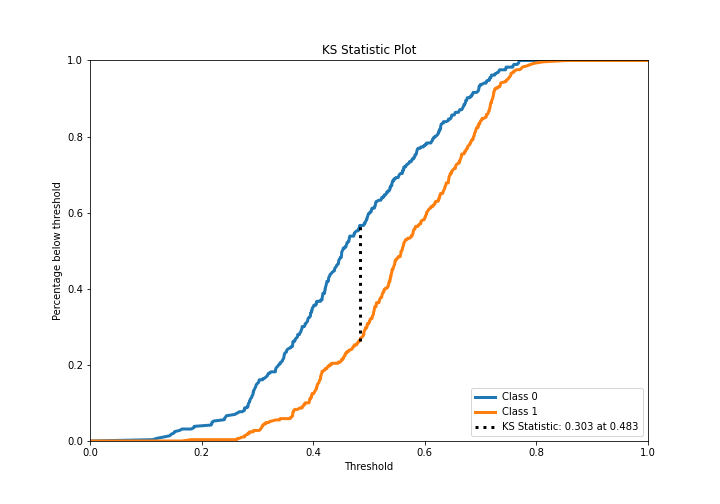 KS Statistic Plot
1.0
0.8
0.6
0.4
0.2
0.0
Percentage below threshold
0.0 0.2 0.4 0.6 0.8 1.0
Threshold
Class 0
Class 1
KS Statistic: 0.303 at 0.483